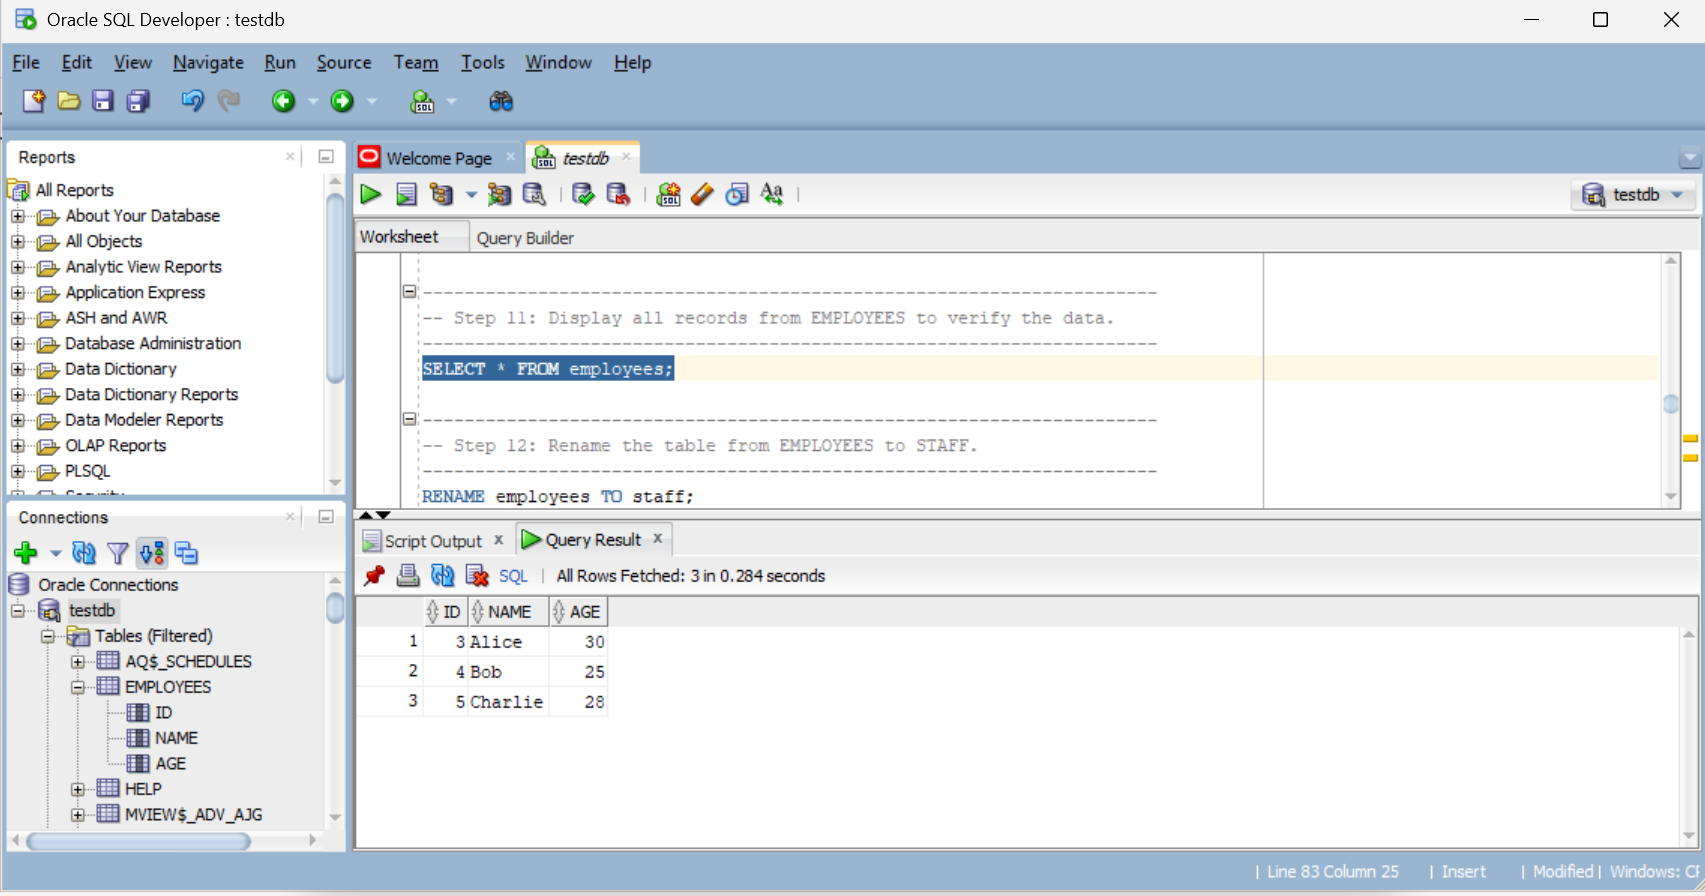 Oracle SQL Developer : testdb
File Edit View Navigate Run Source Team Tools Window Help
Reports
All Reports
About Your Database
All Objects
Analytic View Reports
Application Express
ASH and AWR
Database Administration
Data Dictionary
Data Dictionary Reports
Data Modeler Reports
OLAP Reports
PLSQL
Connections
Oracle Connections
testdb
Tables (Filtered)
AQ$_SCHEDULES
EMPLOYEES
ID
NAME
AGE
HELP
MVIEW$_ADV_AJG
Welcome Page testdb
testdb
Worksheet Query Builder
----------------------------------------------------------------------
-- Step 11: Display all records from EMPLOYEES to verify the data.
----------------------------------------------------------------------
SELECT * FROM employees;
----------------------------------------------------------------------
-- Step 12: Rename the table from EMPLOYEES to STAFF.
----------------------------------------------------------------------
RENAME employees TO staff;
Script Output x Query Result x
SQL | All Rows Fetched: 3 in 0.284 seconds
ID NAME AGE
1 3 Alice 30
2 4 Bob 25
3 5 Charlie 28
| Line 83 Column 25 | Insert | Modified | Windows: